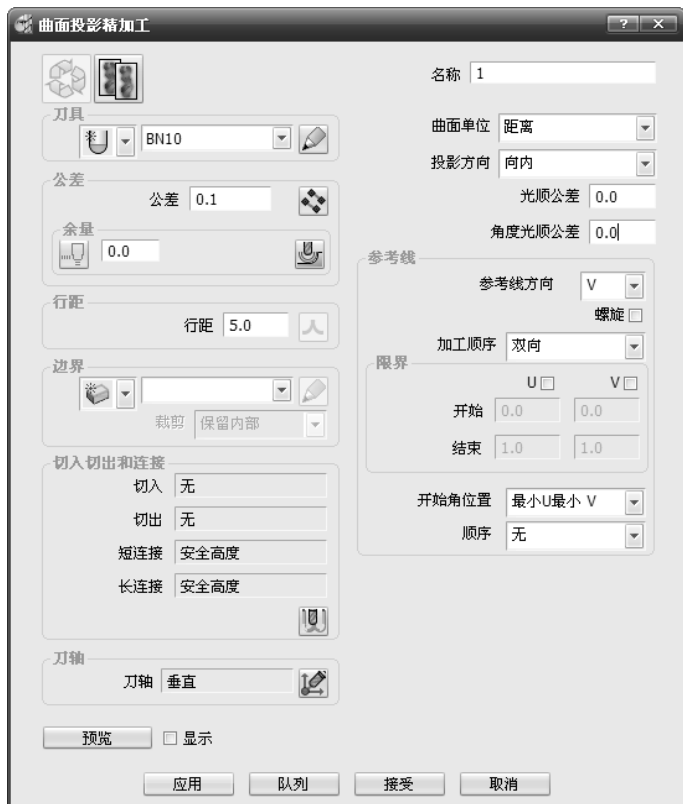 曲面投影精加工
名称 1
刀具
BN10
曲面单位 距离
投影方向 向内
公差
公差 0.1
光顺公差 0.0
角度光顺公差 0.0
余量
0.0
参考线
参考线方向 V
螺旋
行距
行距 5.0
加工顺序 双向
限界
U V
开始 0.0 0.0
结束 1.0 1.0
边界
裁剪 保留内部
切入切出和连接
切入 无
切出 无
短连接 安全高度
长连接 安全高度
开始角位置 最小U最小 V
顺序 无
刀轴
刀轴 垂直
预览 显示
应用 队列 接受 取消